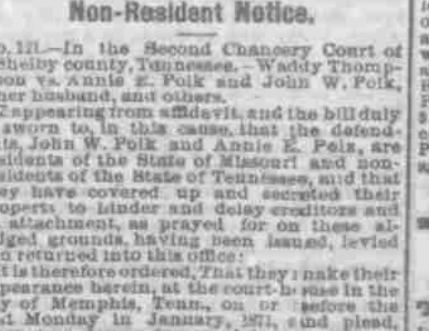 Non-Resident Notice.
o. 121.—In the Second Chancery Court of
Shelby county, Tennessee.—Waddy Thomp-
son vs. Annie E. Polk and John W. Polk,
her husband, and others.
t appearing from affidavit, and the bill duly
sworn to, in this cause, that the defend-
nts, John W. Polk and Annie E. Polk, are
sidents of the State of Missouri and non-
sidents of the State of Tennessee, and that
ey have covered up and secreted their
operty to hinder and delay creditors and
attachment, as prayed for on these al-
eged grounds, having been issued, levied
n returned into this office:
t is therefore ordered, That they make their
pearance herein, at the court-house in the
y of Memphis, Tenn., on or before the
st Monday in January, 1871, and plead,